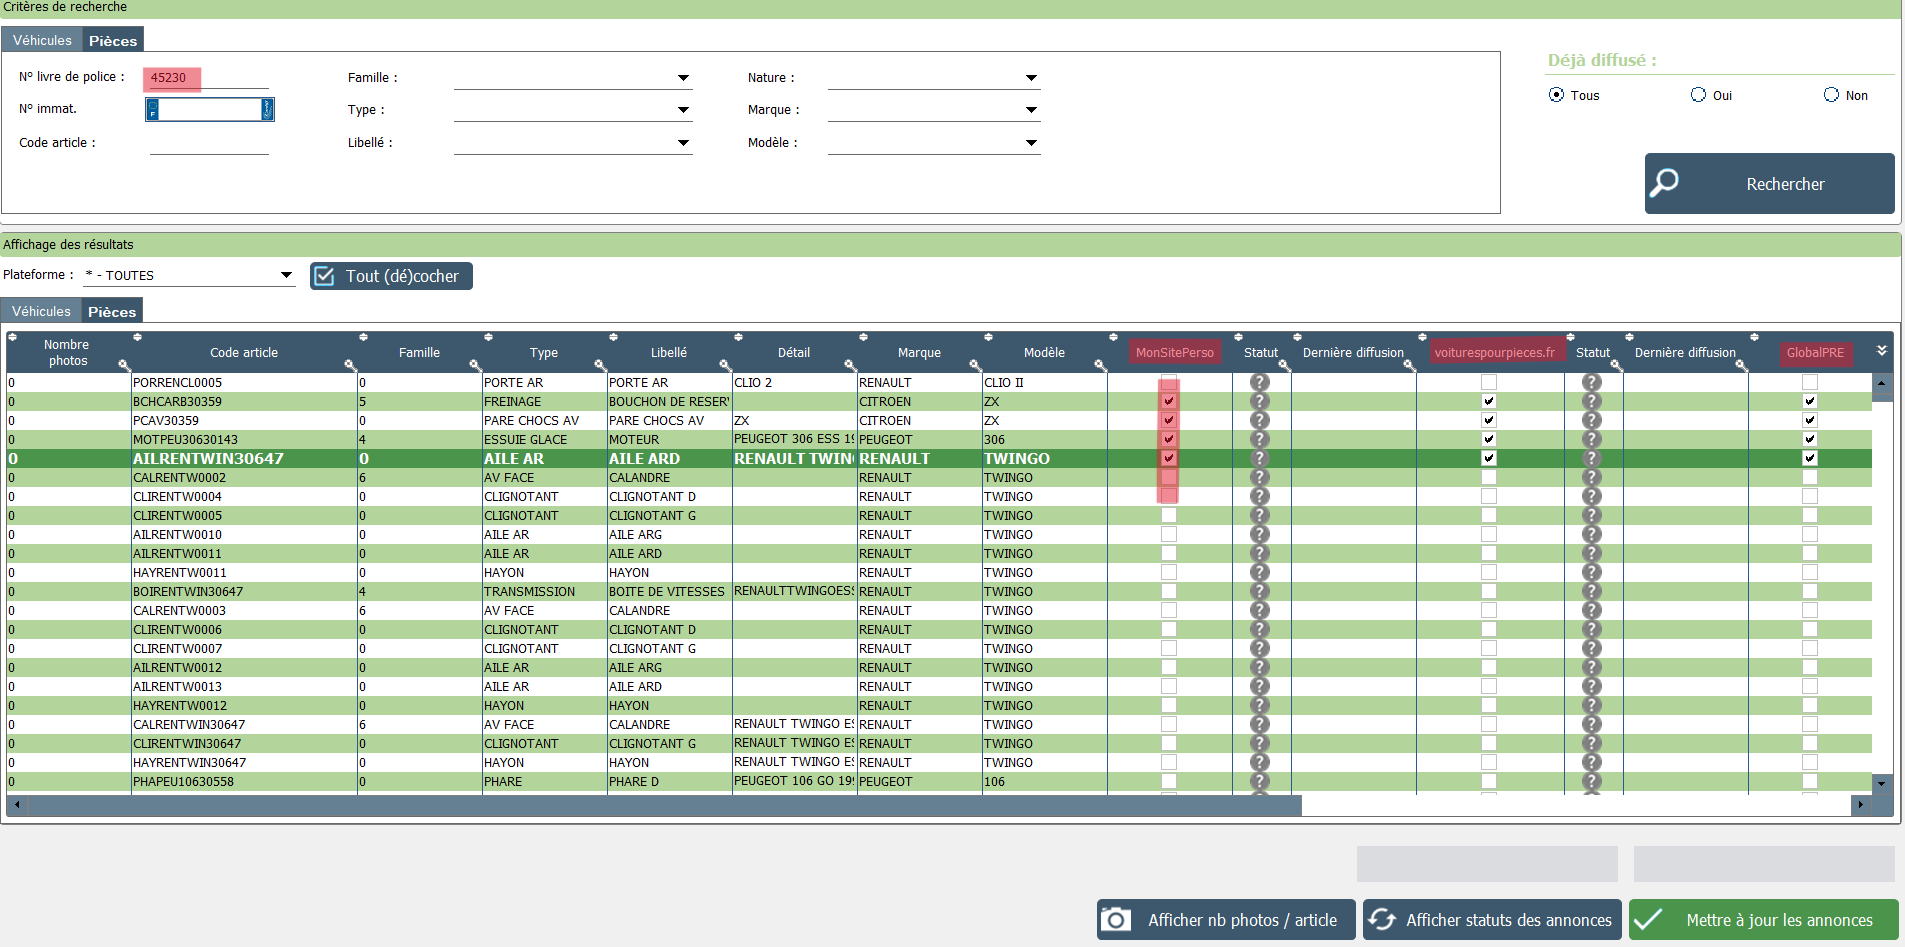 Critères de recherche
Véhicules Pièces
N° livre de police : 45230 Famille : Nature : Déjà diffusé :
N° immat. F Type : Marque : Tous Oui Non
Code article : Libellé : Modèle :
Rechercher
Affichage des résultats
Plateforme : * - TOUTES Tout (dé)cocher
Véhicules Pièces
Nombre photos Code article Famille Type Libellé Détail Marque Modèle MonSitePerso Statut Dernière diffusion voiturespourpieces.fr Statut Dernière diffusion GlobalPRE
0 PORRENCL0005 0 PORTE AR PORTE AR CLIO 2 RENAULT CLIO II ? ?
0 BCHCARB30359 5 FREINAGE BOUCHON DE RESERV CITROEN ZX ? ?
0 PCAV30359 0 PARE CHOCS AV PARE CHOCS AV ZX CITROEN ZX ? ?
0 MOTPEU30630143 4 ESSUIE GLACE MOTEUR PEUGEOT 306 ESS 19 PEUGEOT 306 ? ?
0 AILRENTWIN30647 0 AILE AR AILE ARD RENAULT TWIN RENAULT TWINGO ? ?
0 CALRENTW0002 6 AV FACE CALANDRE RENAULT TWINGO ? ?
0 CLIRENTW0004 0 CLIGNOTANT CLIGNOTANT D RENAULT TWINGO ? ?
0 CLIRENTW0005 0 CLIGNOTANT CLIGNOTANT G RENAULT TWINGO ? ?
0 AILRENTW0010 0 AILE AR AILE ARG RENAULT TWINGO ? ?
0 AILRENTW0011 0 AILE AR AILE ARD RENAULT TWINGO ? ?
0 HAYRENTW0011 0 HAYON HAYON RENAULT TWINGO ? ?
0 BOIRENTWIN30647 4 TRANSMISSION BOITE DE VITESSES RENAULTTWINGOESS RENAULT TWINGO ? ?
0 CALRENTW0003 6 AV FACE CALANDRE RENAULT TWINGO ? ?
0 CLIRENTW0006 0 CLIGNOTANT CLIGNOTANT D RENAULT TWINGO ? ?
0 CLIRENTW0007 0 CLIGNOTANT CLIGNOTANT G RENAULT TWINGO ? ?
0 AILRENTW0012 0 AILE AR AILE ARG RENAULT TWINGO ? ?
0 AILRENTW0013 0 AILE AR AILE ARD RENAULT TWINGO ? ?
0 HAYRENTW0012 0 HAYON HAYON RENAULT TWINGO ? ?
0 CALRENTWIN30647 6 AV FACE CALANDRE RENAULT TWINGO ES RENAULT TWINGO ? ?
0 CLIRENTWIN30647 0 CLIGNOTANT CLIGNOTANT G RENAULT TWINGO ES RENAULT TWINGO ? ?
0 HAYRENTWIN30647 0 HAYON HAYON RENAULT TWINGO ES RENAULT TWINGO ? ?
0 PHAPEU10630558 0 PHARE PHARE D PEUGEOT 106 GO 199 PEUGEOT 106 ? ?
Afficher nb photos / article Afficher statuts des annonces Mettre à jour les annonces